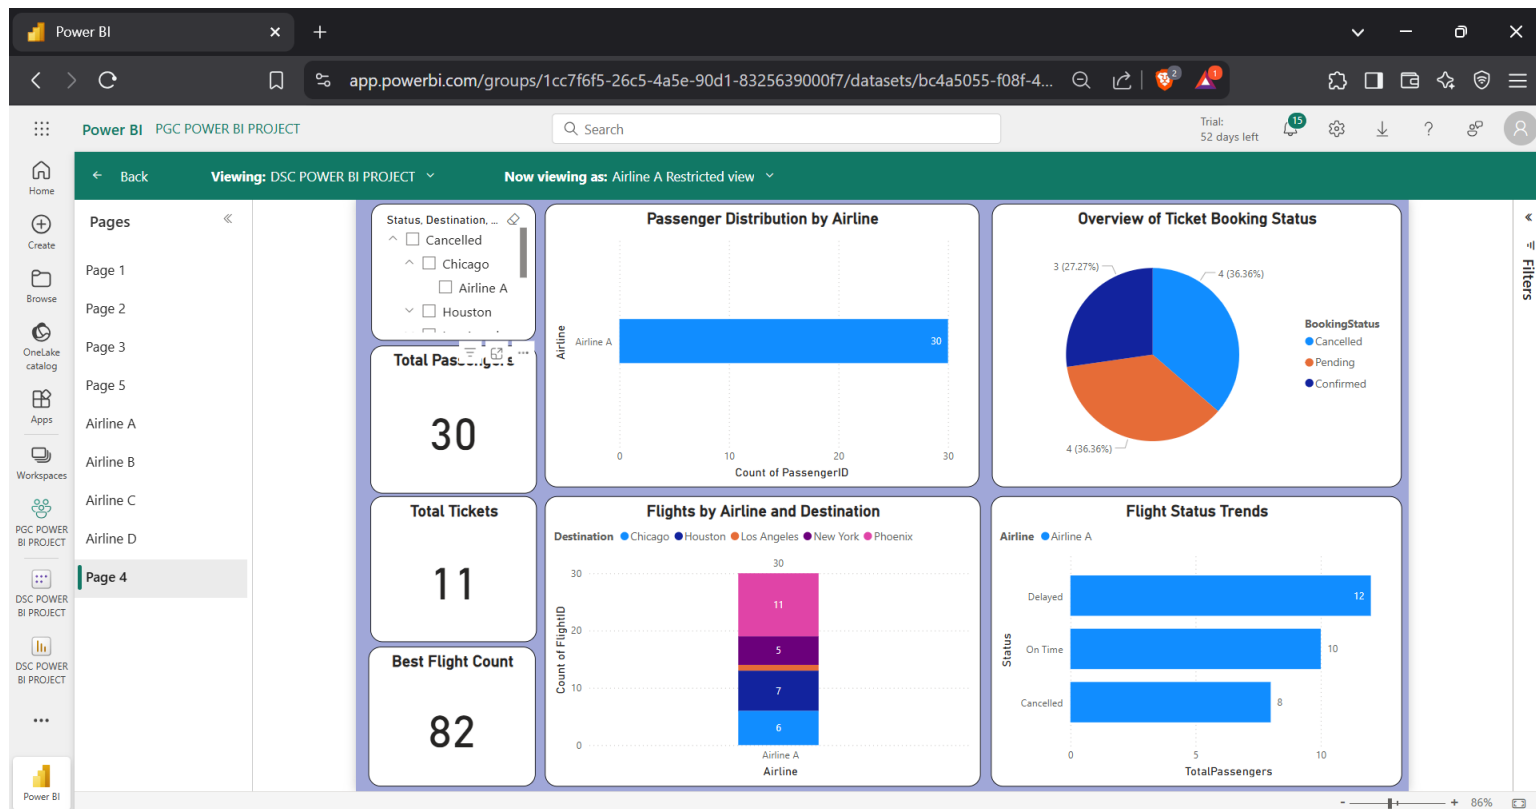 Power BI
app.powerbi.com/groups/1cc7f6f5-26c5-4a5e-90d1-8325639000f7/datasets/bc4a5055-f08f-4...
2
1
Power BI PGC POWER BI PROJECT
Search
Trial:
52 days left
15
Back
Viewing: DSC POWER BI PROJECT
Now viewing as: Airline A Restricted view
Home
Create
Browse
OneLake
catalog
Apps
Workspaces
PGC POWER
BI PROJECT
DSC POWER
BI PROJECT
DSC POWER
BI PROJECT
Power BI
Pages
Page 1
Page 2
Page 3
Page 5
Airline A
Airline B
Airline C
Airline D
Page 4
Status, Destination, ...
Cancelled
Chicago
Airline A
Houston
Total Passengers
30
Total Tickets
11
Best Flight Count
82
Passenger Distribution by Airline
Airline
Airline A
30
0 10 20 30
Count of PassengerID
Overview of Ticket Booking Status
3 (27.27%)
4 (36.36%)
4 (36.36%)
BookingStatus
Cancelled
Pending
Confirmed
Flights by Airline and Destination
Destination Chicago Houston Los Angeles New York Phoenix
Count of FlightID
30
20
10
0
30
11
5
7
6
Airline A
Airline
Flight Status Trends
Airline Airline A
Status
Delayed 12
On Time 10
Cancelled 8
0 5 10
TotalPassengers
Filters
- + 86%